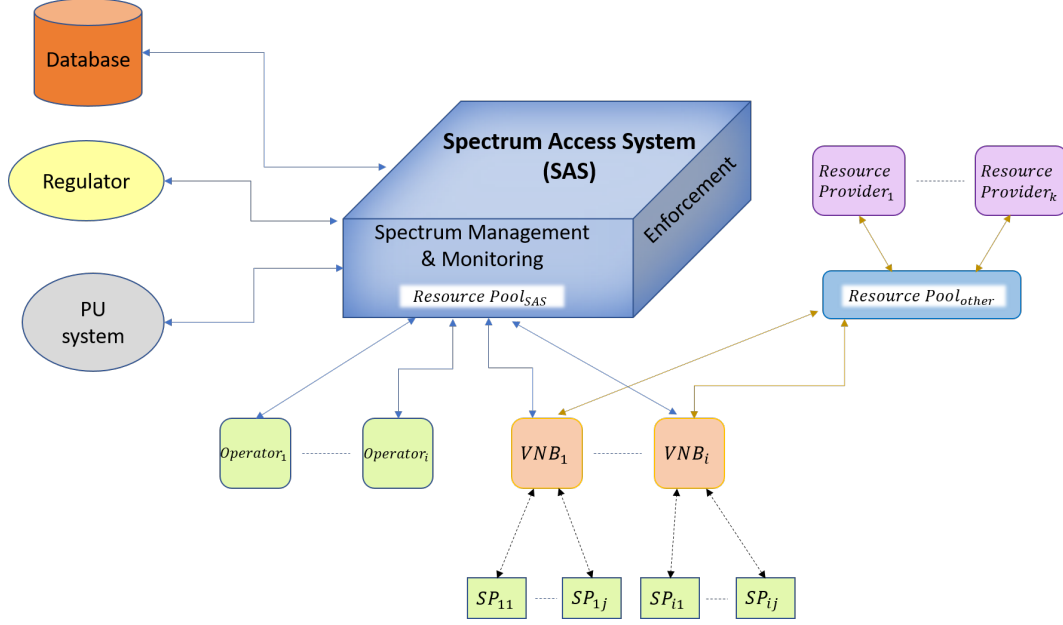 Database
Regulator
PU
system
Spectrum Access System
(SAS)
Enforcement
Spectrum Management
& Monitoring
Resource Pool_SAS
Resource
Provider_1
Resource
Provider_k
Resource Pool_other
Operator_1
Operator_i
VNB_1
VNB_i
SP_11
SP_1j
SP_i1
SP_ij